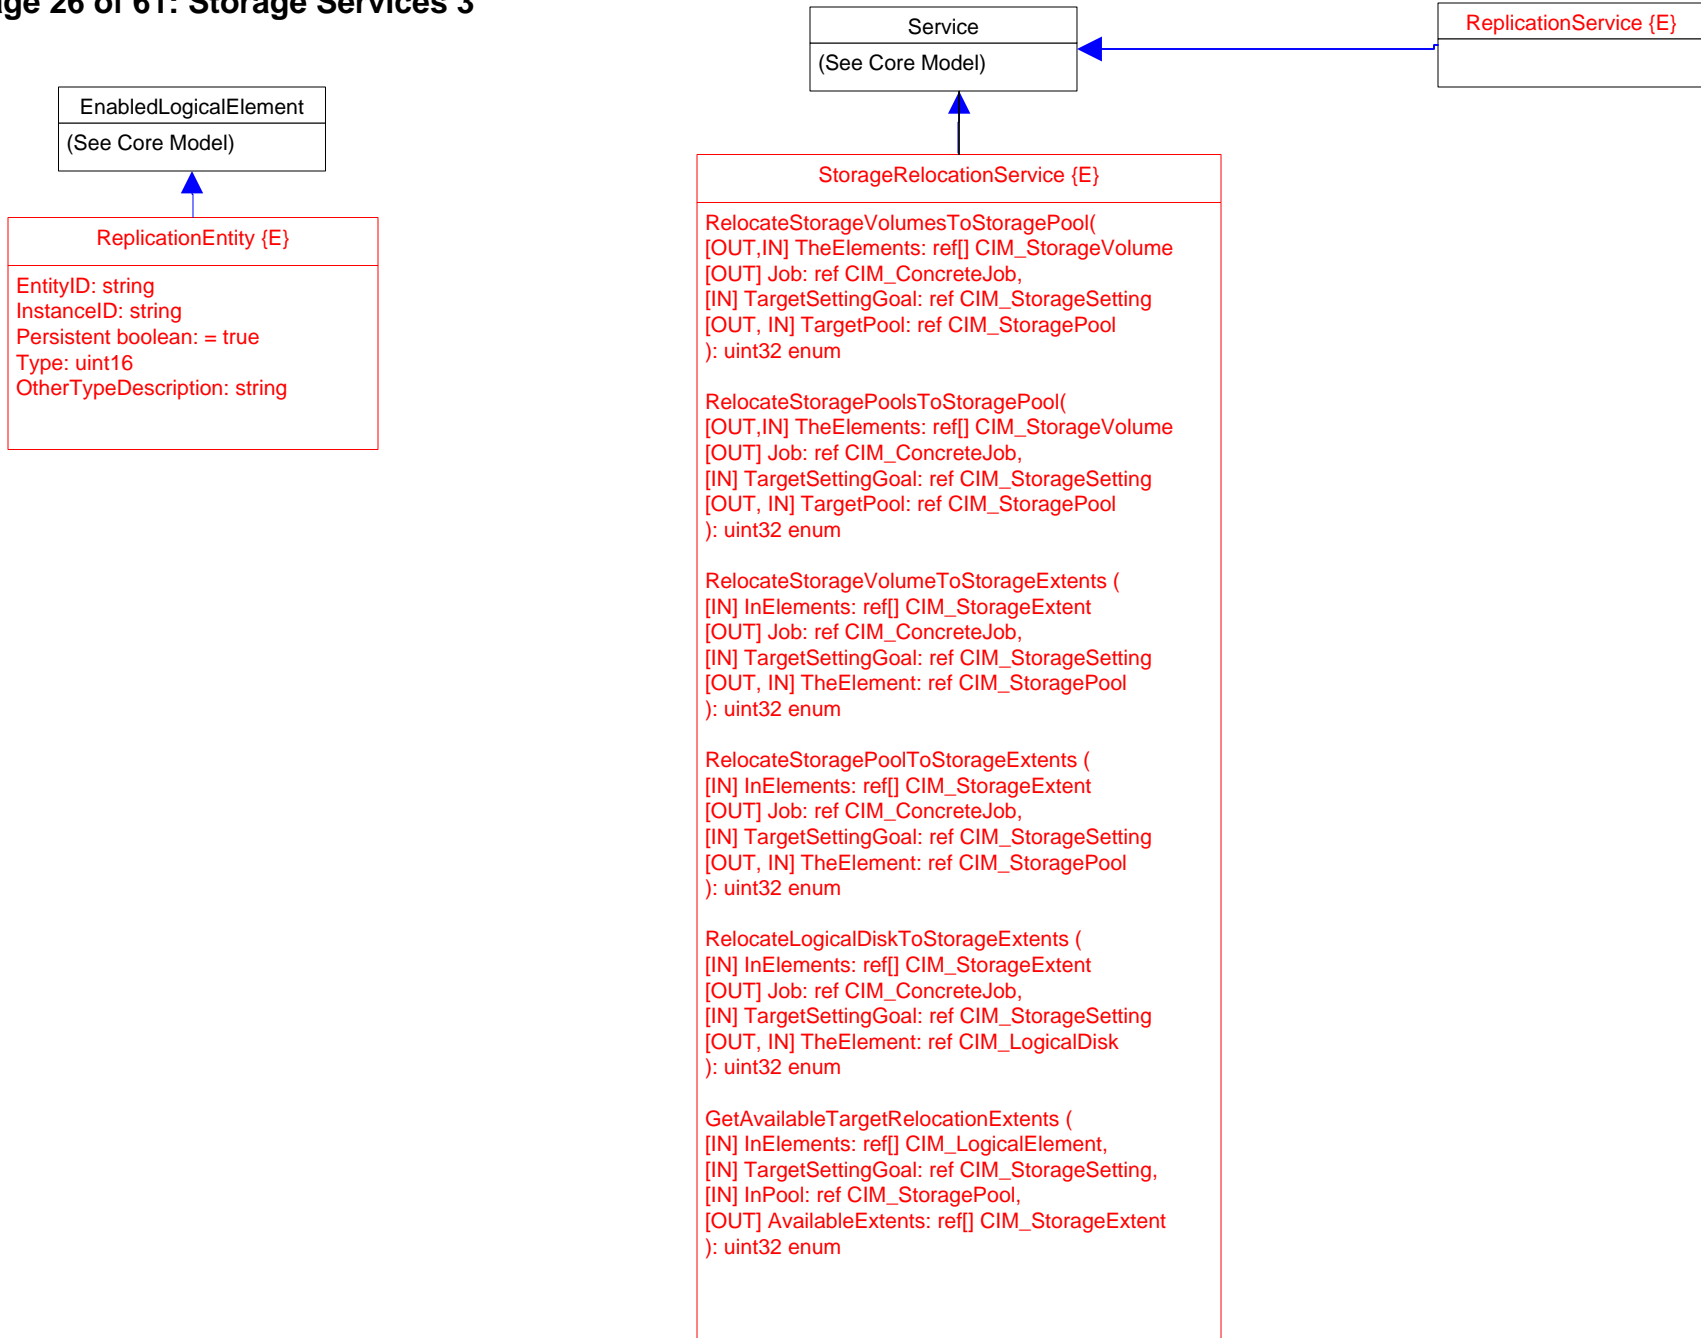 age 26 of 61: Storage Services 3
Service
(See Core Model)
ReplicationService {E}
EnabledLogicalElement
(See Core Model)
ReplicationEntity {E}
EntityID: string
InstanceID: string
Persistent boolean: = true
Type: uint16
OtherTypeDescription: string
StorageRelocationService {E}
RelocateStorageVolumesToStoragePool(
[OUT,IN] TheElements: ref[] CIM_StorageVolume
[OUT] Job: ref CIM_ConcreteJob,
[IN] TargetSettingGoal: ref CIM_StorageSetting
[OUT, IN] TargetPool: ref CIM_StoragePool
): uint32 enum
RelocateStoragePoolsToStoragePool(
[OUT,IN] TheElements: ref[] CIM_StorageVolume
[OUT] Job: ref CIM_ConcreteJob,
[IN] TargetSettingGoal: ref CIM_StorageSetting
[OUT, IN] TargetPool: ref CIM_StoragePool
): uint32 enum
RelocateStorageVolumeToStorageExtents (
[IN] InElements: ref[] CIM_StorageExtent
[OUT] Job: ref CIM_ConcreteJob,
[IN] TargetSettingGoal: ref CIM_StorageSetting
[OUT, IN] TheElement: ref CIM_StoragePool
): uint32 enum
RelocateStoragePoolToStorageExtents (
[IN] InElements: ref[] CIM_StorageExtent
[OUT] Job: ref CIM_ConcreteJob,
[IN] TargetSettingGoal: ref CIM_StorageSetting
[OUT, IN] TheElement: ref CIM_StoragePool
): uint32 enum
RelocateLogicalDiskToStorageExtents (
[IN] InElements: ref[] CIM_StorageExtent
[OUT] Job: ref CIM_ConcreteJob,
[IN] TargetSettingGoal: ref CIM_StorageSetting
[OUT, IN] TheElement: ref CIM_LogicalDisk
): uint32 enum
GetAvailableTargetRelocationExtents (
[IN] InElements: ref[] CIM_LogicalElement,
[IN] TargetSettingGoal: ref CIM_StorageSetting,
[IN] InPool: ref CIM_StoragePool,
[OUT] AvailableExtents: ref[] CIM_StorageExtent
): uint32 enum